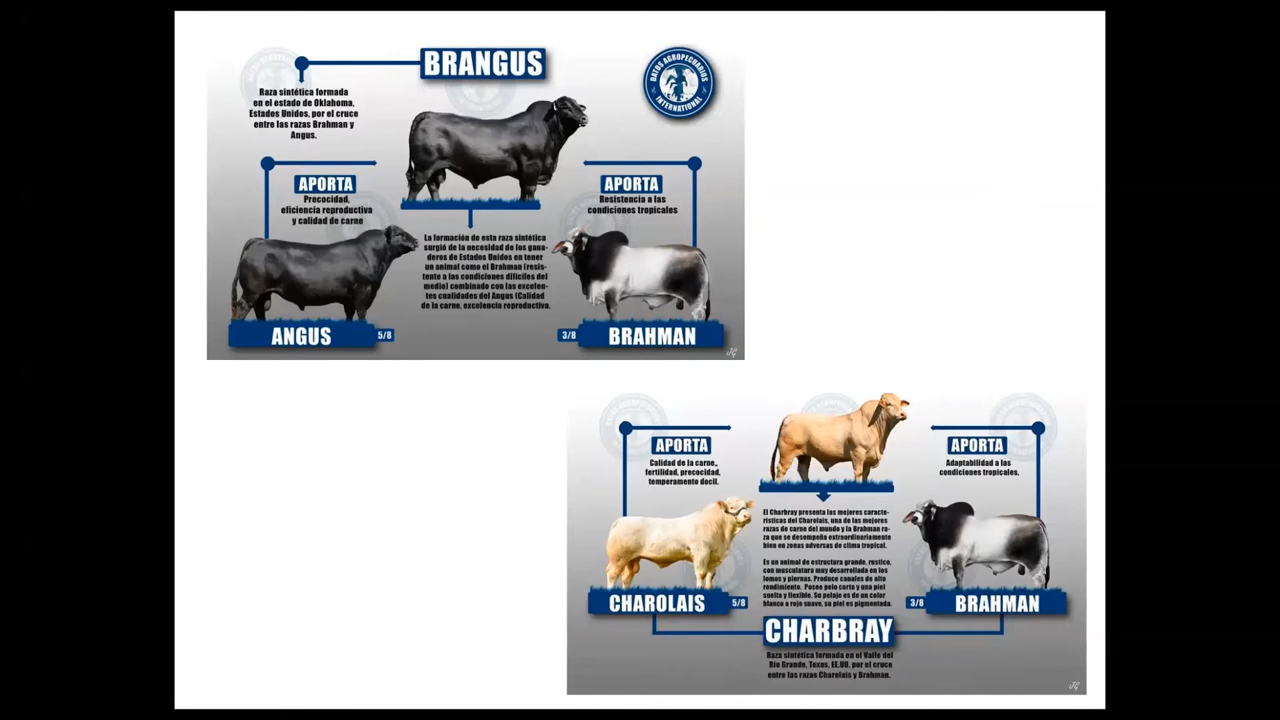 BRANGUS
DATOS AGROPECUARIOS
INTERNATIONAL
Raza sintética formada
en el estado de Oklahoma,
Estados Unidos, por el cruce
entre las razas Brahman y
Angus.
APORTA
Precocidad,
eficiencia reproductiva
y calidad de carne
APORTA
Resistencia a las
condiciones tropicales
La formación de esta raza sintética
surgió de la necesidad de los gana-
deros de Estados Unidos en tener
un animal como el Brahman (resis-
tente a las condiciones difíciles del
medio) combinado con las excelen-
tes cualidades del Angus (Calidad
de la carne, excelencia reproductiva.
ANGUS
5/8
3/8
BRAHMAN
APORTA
Calidad de la carne,,
fertilidad, precocidad,
temperamento docil.
APORTA
Adaptabilidad a las
condiciones tropicales,
El Charbray presenta las mejores caracte-
rísticas del Charolais, una de las mejores
razas de carne del mundo y la Brahman ra-
za que se desempeña extraordinariamente
bien en zonas adversas de clima tropical.
Es un animal de estructura grande, rustico,
con musculatura muy desarrollada en los
lomos y piernas. Produce canales de alto
rendimiento. Posee pelo corto y una piel
suelta y flexible. Su pelaje es de un color
blanco a rojo suave, su piel es pigmentada.
CHAROLAIS
5/8
3/8
BRAHMAN
CHARBRAY
Raza sintética formada en el Valle del
Río Grande, Texas, EE.UU. por el cruce
entre las razas Charolais y Brahman.